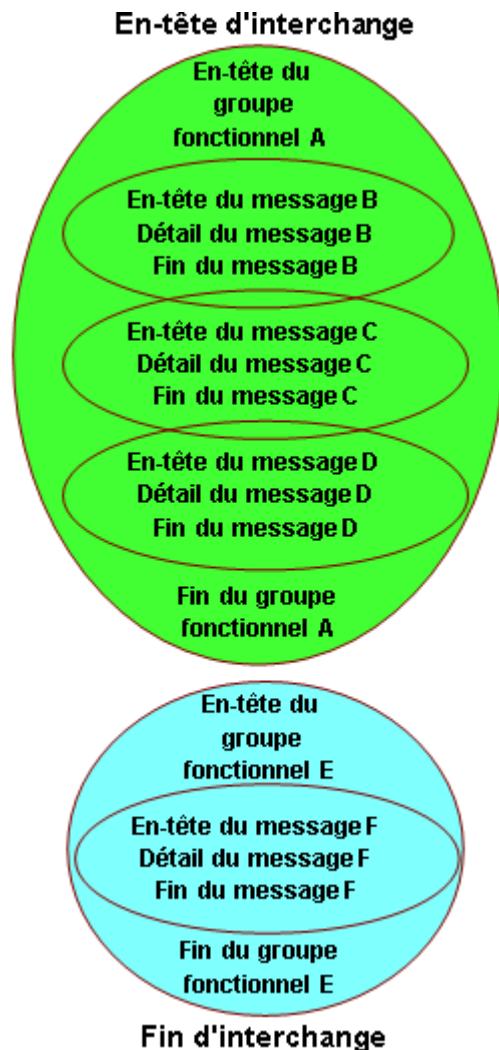 En-tête d'interchange
En-tête du
groupe
fonctionnel A
En-tête du message B
Détail du message B
Fin du message B
En-tête du message C
Détail du message C
Fin du message C
En-tête du message D
Détail du message D
Fin du message D
Fin du groupe
fonctionnel A
En-tête du
groupe
fonctionnel E
En-tête du message F
Détail du message F
Fin du message F
Fin du groupe
fonctionnel E
Fin d'interchange